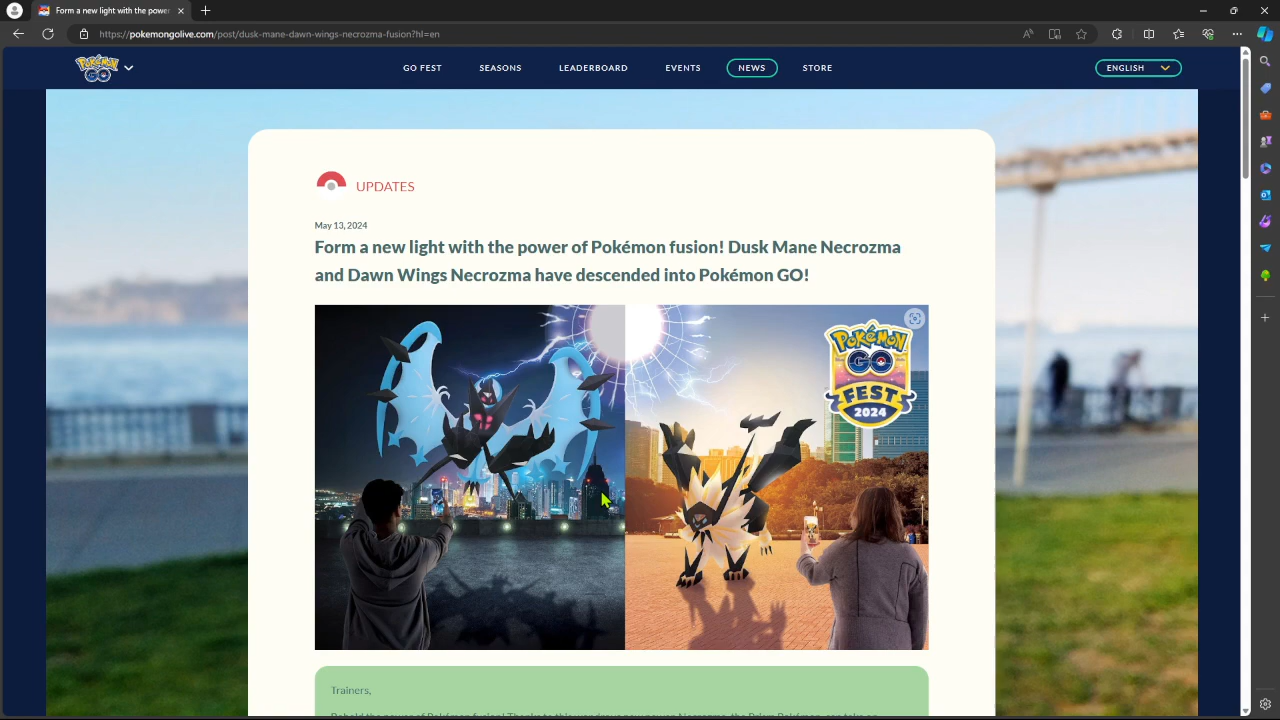 Form a new light with the power
https://pokemongolive.com/post/dusk-mane-dawn-wings-necrozma-fusion?hl=en
Pokémon GO
GO FEST
SEASONS
LEADERBOARD
EVENTS
NEWS
STORE
ENGLISH
UPDATES
May 13, 2024
Form a new light with the power of Pokémon fusion! Dusk Mane Necrozma
and Dawn Wings Necrozma have descended into Pokémon GO!
Pokémon
GO
FEST
2024
Trainers,